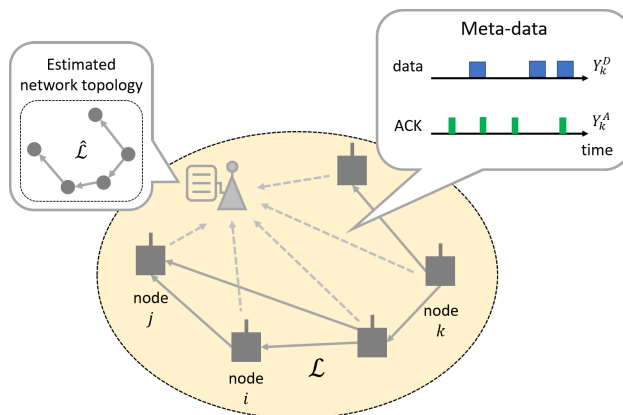 Meta-data
data
Y_k^D
ACK
Y_k^A
time
Estimated
network topology
ℒ̂
node
j
node
i
ℒ
node
k